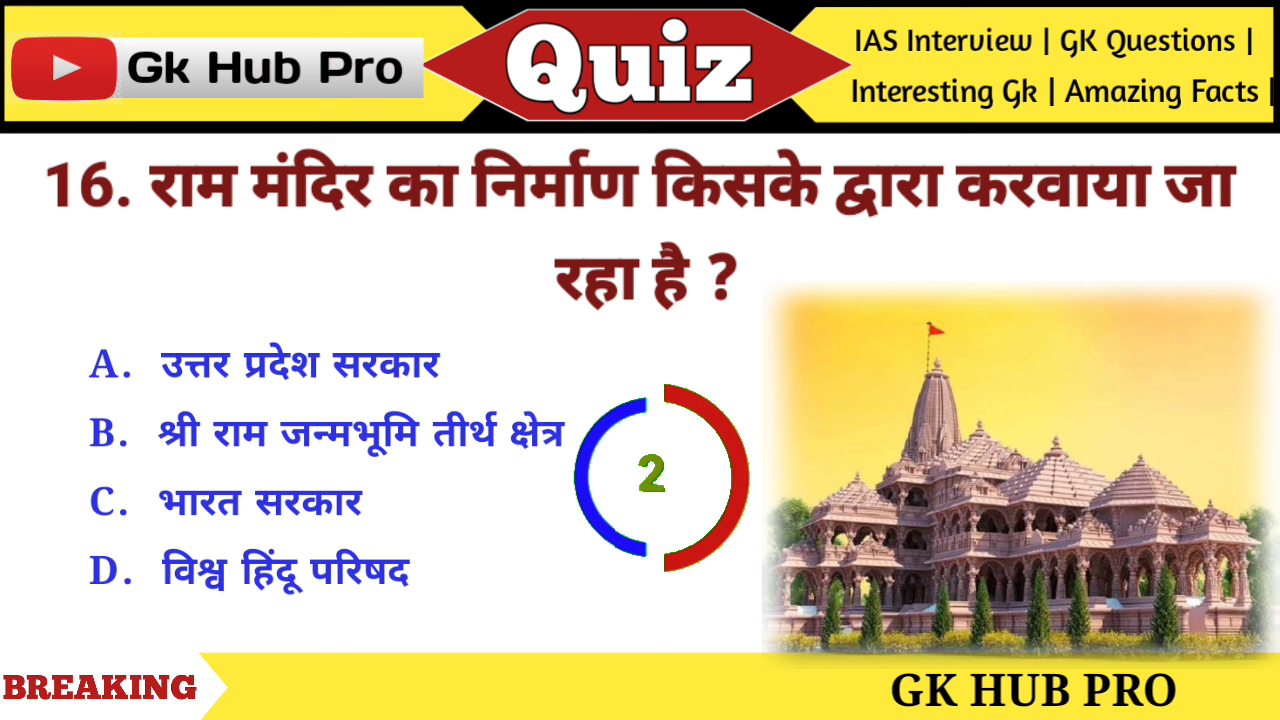 Gk Hub Pro
Quiz
IAS Interview | GK Questions |
Interesting Gk | Amazing Facts |
16. राम मंदिर का निर्माण किसके द्वारा करवाया जा
रहा है ?
A. उत्तर प्रदेश सरकार
B. श्री राम जन्मभूमि तीर्थ क्षेत्र
C. भारत सरकार
D. विश्व हिंदू परिषद
2
BREAKING
GK HUB PRO